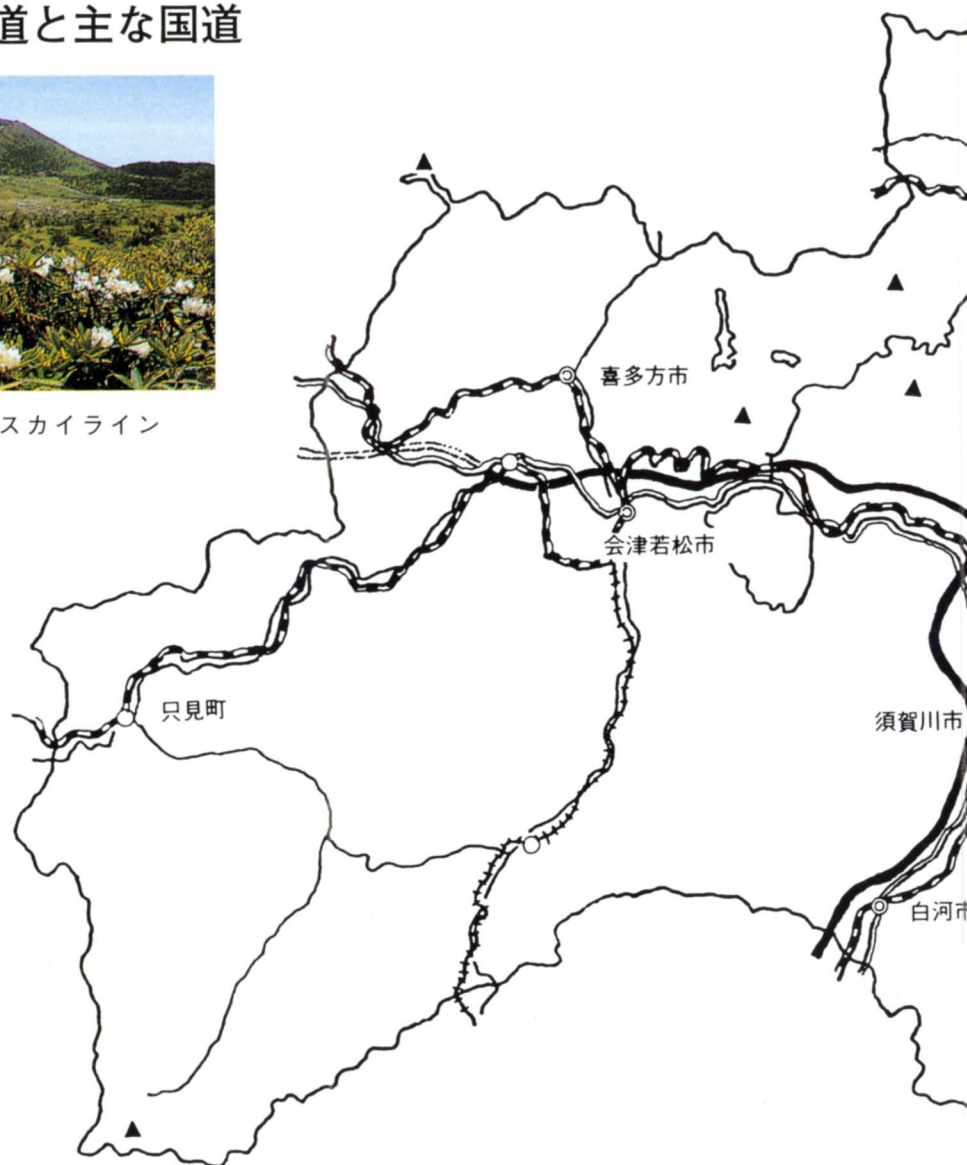 道と主な国道
スカイライン
喜多方市
会津若松市
只見町
須賀川市
白河市